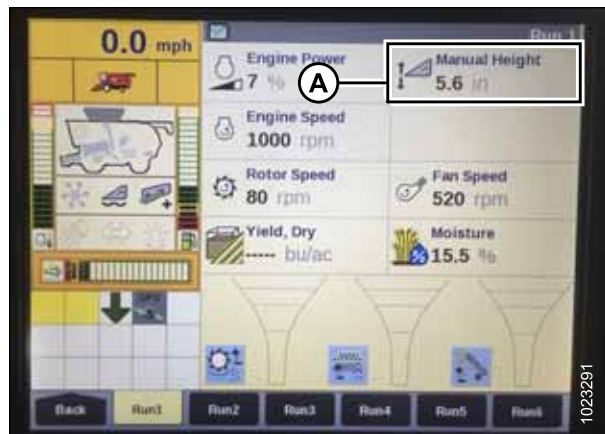 0.0 mph
Run 1
Engine Power
7 %
A
Manual Height
5.6 in
Engine Speed
1000 rpm
Rotor Speed
80 rpm
Fan Speed
520 rpm
Yield, Dry
----- bu/ac
Moisture
15.5 %
Back
Run1
Run2
Run3
Run4
Run5
Run6
1023291